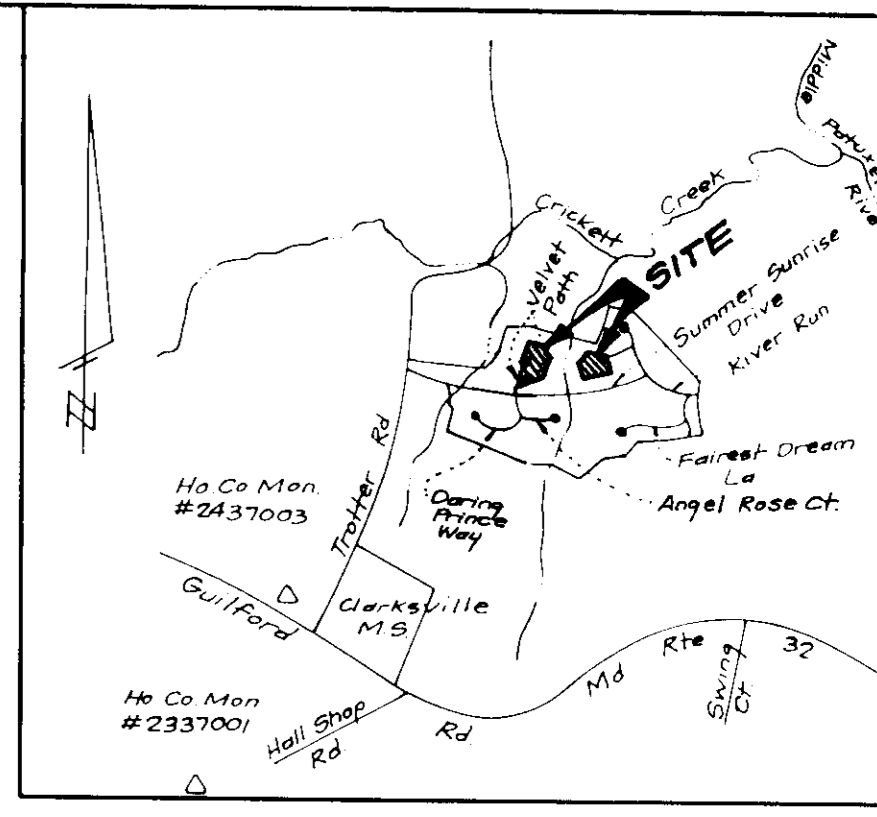 Middle
Patuxe
River
Crickett
Creek
SITE
Velvet
Path
Summer Sunrise
Drive
River Run
N
Trotter Rd
Fairest Dream
La
Angel Rose Ct.
Daring
Prince
Way
Ho. Co Mon.
#2437003
Guilford
Clarksville
M.S.
Md Rte 32
Swing
Ct.
Ho Co. Mon
#2337001
Hall Shop
Rd.
Rd.